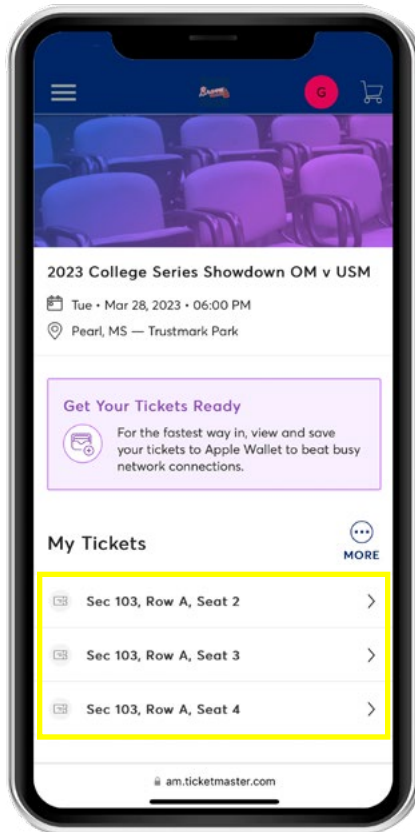 Braves
G
2023 College Series Showdown OM v USM
Tue • Mar 28, 2023 • 06:00 PM
Pearl, MS — Trustmark Park
Get Your Tickets Ready
For the fastest way in, view and save
your tickets to Apple Wallet to beat busy
network connections.
My Tickets
MORE
Sec 103, Row A, Seat 2
Sec 103, Row A, Seat 3
Sec 103, Row A, Seat 4
am.ticketmaster.com